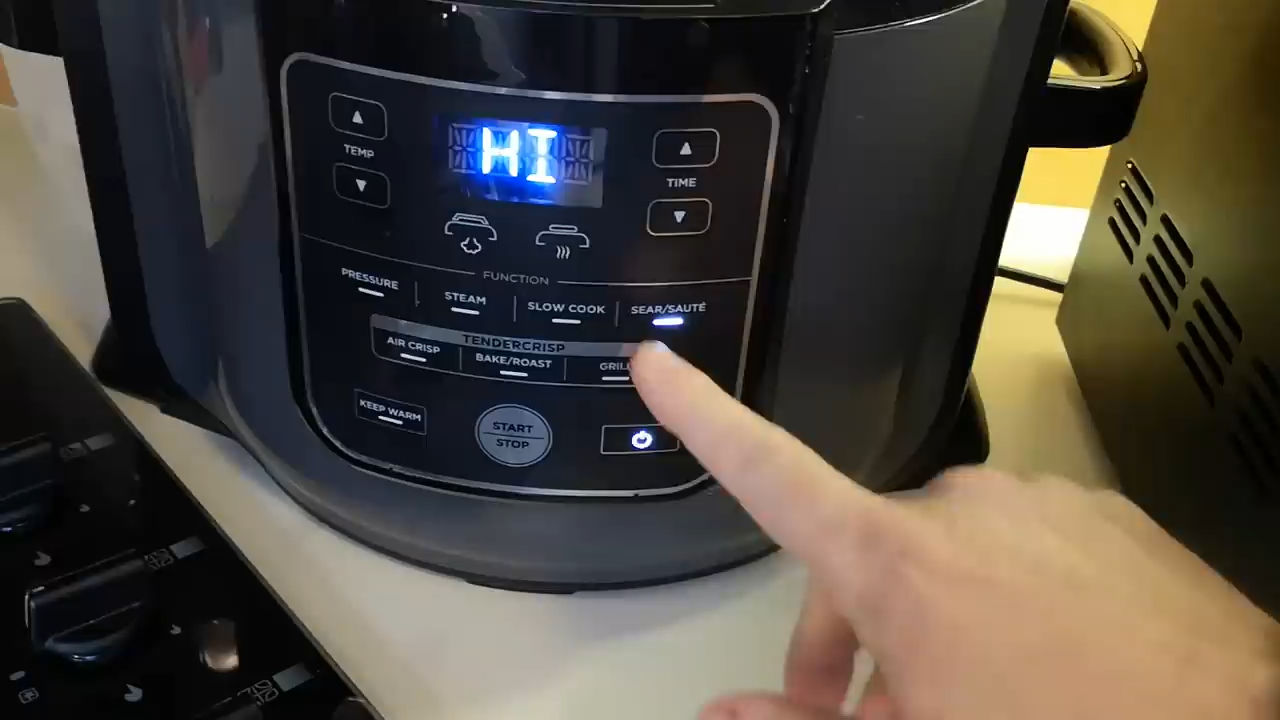 HI
TEMP
TIME
FUNCTION
PRESSURE
STEAM
SLOW COOK
SEAR/SAUTÉ
TENDERCRISP
AIR CRISP
BAKE/ROAST
KEEP WARM
START
STOP